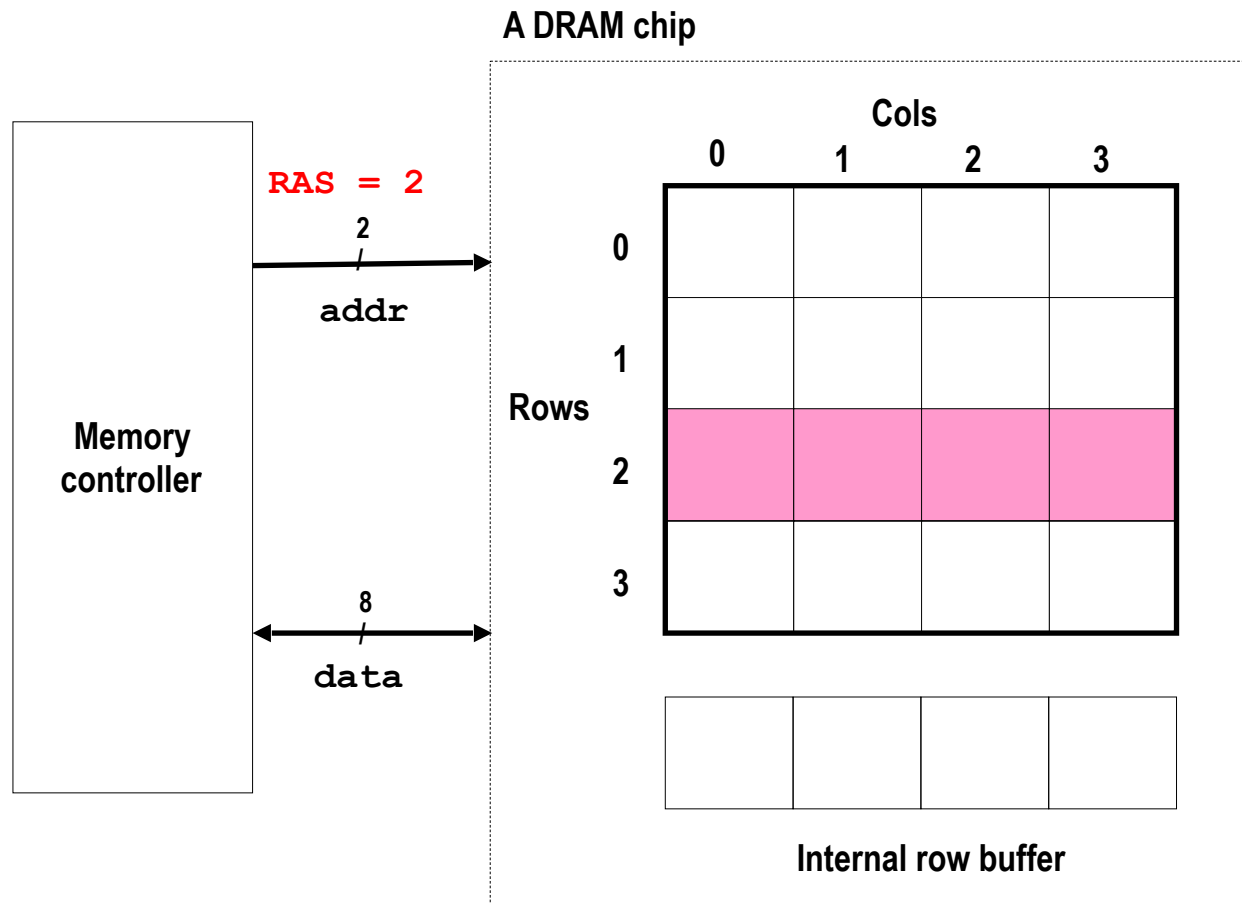 A DRAM chip
Cols
0 1 2 3
RAS = 2
2
addr
0
1
Rows
2
3
Memory
controller
8
data
Internal row buffer